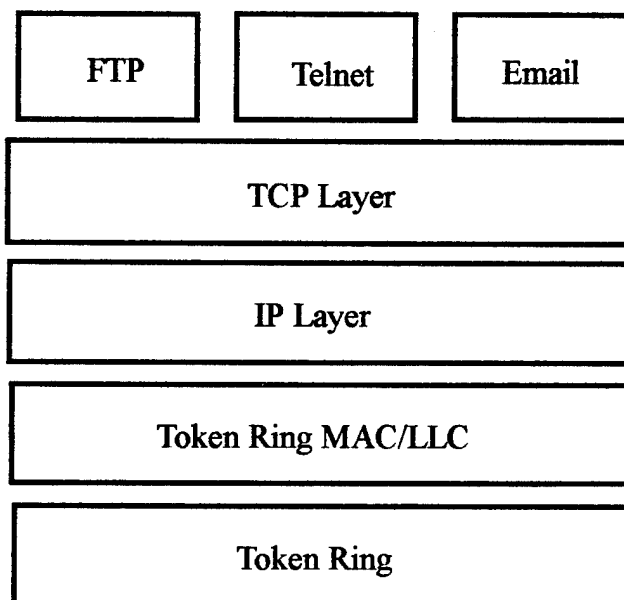 FTP
Telnet
Email
TCP Layer
IP Layer
Token Ring MAC/LLC
Token Ring